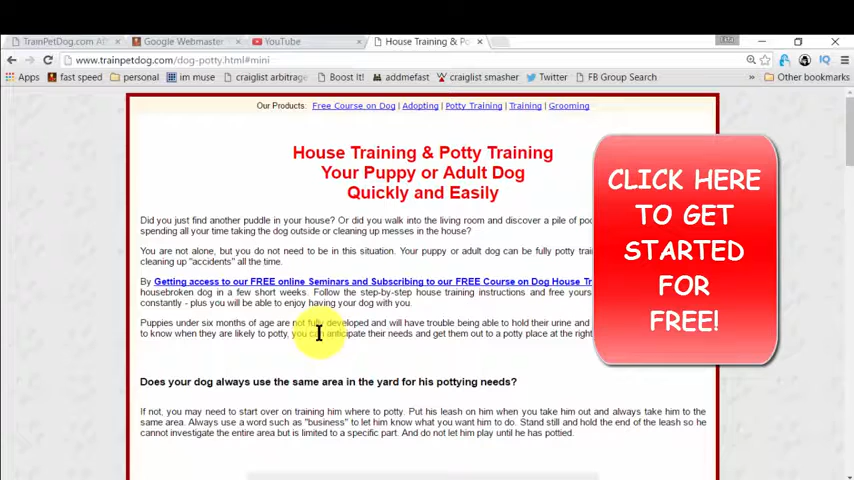 TrainPetDog.com Aff
Google Webmaster
YouTube
House Training & Po
www.trainpetdog.com/dog-potty.html#mini
Apps
fast speed
personal
im muse
craiglist arbitrage
Boost It!
addmefast
craiglist smasher
Twitter
FB Group Search
»
Other bookmarks
Our Products: Free Course on Dog | Adopting | Potty Training | Training | Grooming
House Training & Potty Training
Your Puppy or Adult Dog
Quickly and Easily
Did you just find another puddle in your house? Or did you walk into the living room and discover a pile of poo
spending all your time taking the dog outside or cleaning up messes in the house?
You are not alone, but you do not need to be in this situation. Your puppy or adult dog can be fully potty trai
cleaning up "accidents" all the time.
By Getting access to our FREE online Seminars and Subscribing to our FREE Course on Dog House Tr
housebroken dog in a few short weeks. Follow the step-by-step house training instructions and free yours
constantly - plus you will be able to enjoy having your dog with you.
Puppies under six months of age are not fully developed and will have trouble being able to hold their urine and
to know when they are likely to potty, you can anticipate their needs and get them out to a potty place at the right
Does your dog always use the same area in the yard for his pottying needs?
If not, you may need to start over on training him where to potty. Put his leash on him when you take him out and always take him to the
same area. Always use a word such as "business" to let him know what you want him to do. Stand still and hold the end of the leash so he
cannot investigate the entire area but is limited to a specific part. And do not let him play until he has pottied.
CLICK HERE
TO GET
STARTED
FOR
FREE!